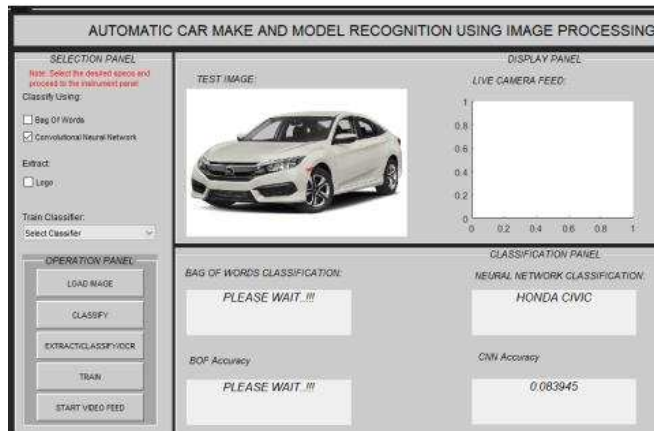 AUTOMATIC CAR MAKE AND MODEL RECOGNITION USING IMAGE PROCESSING
SELECTION PANEL
Note: Select the desired specs and
proceed to the instrument panel
Classify Using:
Bag Of Words
Convolutional Neural Network
Extract:
Logo
Train Classifier:
Select Classifier
OPERATION PANEL
LOAD IMAGE
CLASSIFY
EXTRACT/CLASSIFY/OCR
TRAIN
START VIDEO FEED
DISPLAY PANEL
TEST IMAGE:
LIVE CAMERA FEED:
1
0.8
0.6
0.4
0.2
0
0 0.2 0.4 0.6 0.8 1
CLASSIFICATION PANEL
BAG OF WORDS CLASSIFICATION:
PLEASE WAIT..!!!
BOF Accuracy
PLEASE WAIT..!!!
NEURAL NETWORK CLASSIFICATION:
HONDA CIVIC
CNN Accuracy
0.083945